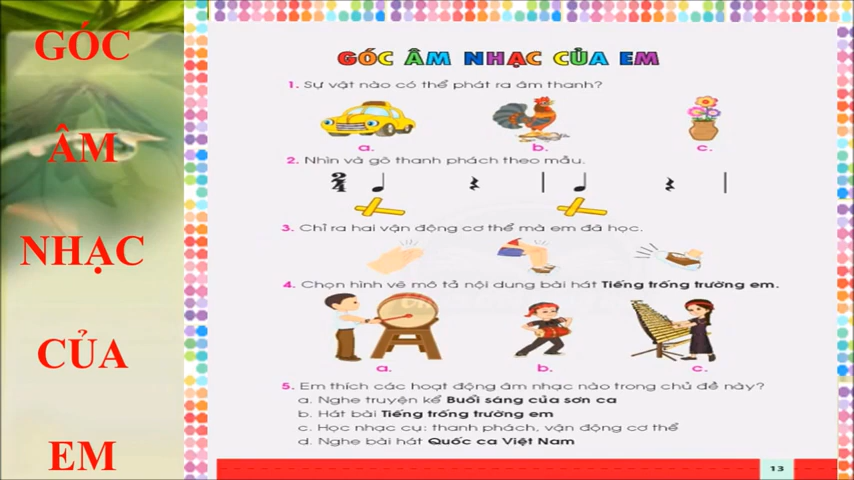 GÓC
ÂM
NHẠC
CỦA
EM
GÓC ÂM NHẠC CỦA EM
1. Sự vật nào có thể phát ra âm thanh?
a. b. c.
2. Nhìn và gõ thanh phách theo mẫu.
2
4
3. Chỉ ra hai vận động cơ thể mà em đã học.
4. Chọn hình vẽ mô tả nội dung bài hát Tiếng trống trường em.
a. b. c.
5. Em thích các hoạt động âm nhạc nào trong chủ đề này?
a. Nghe truyện kể Buổi sáng của sơn ca
b. Hát bài Tiếng trống trường em
c. Học nhạc cụ: thanh phách, vận động cơ thể
d. Nghe bài hát Quốc ca Việt Nam
13